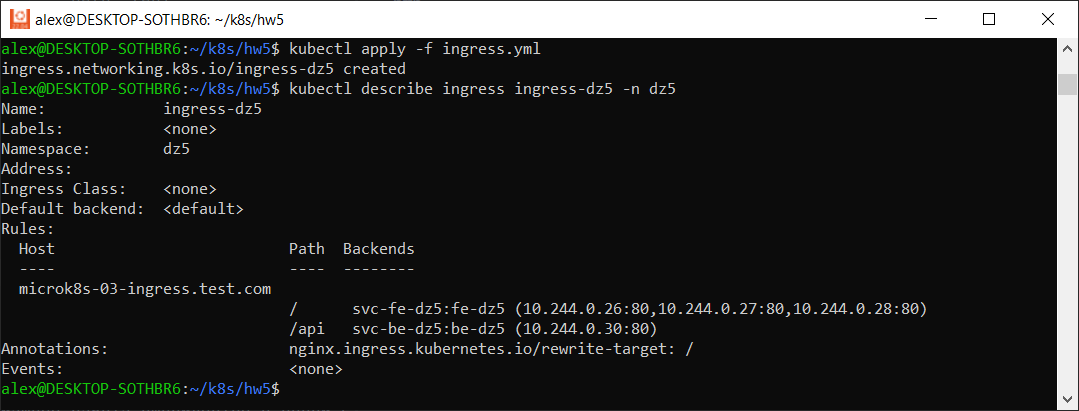 alex@DESKTOP-SOTHBR6: ~/k8s/hw5
alex@DESKTOP-SOTHBR6:~/k8s/hw5$ kubectl apply -f ingress.yml
ingress.networking.k8s.io/ingress-dz5 created
alex@DESKTOP-SOTHBR6:~/k8s/hw5$ kubectl describe ingress ingress-dz5 -n dz5
Name:             ingress-dz5
Labels:           <none>
Namespace:        dz5
Address:
Ingress Class:    <none>
Default backend:  <default>
Rules:
  Host                          Path  Backends
  ----                          ----  --------
  microk8s-03-ingress.test.com
                                /      svc-fe-dz5:fe-dz5 (10.244.0.26:80,10.244.0.27:80,10.244.0.28:80)
                                /api   svc-be-dz5:be-dz5 (10.244.0.30:80)
Annotations:                    nginx.ingress.kubernetes.io/rewrite-target: /
Events:                         <none>
alex@DESKTOP-SOTHBR6:~/k8s/hw5$